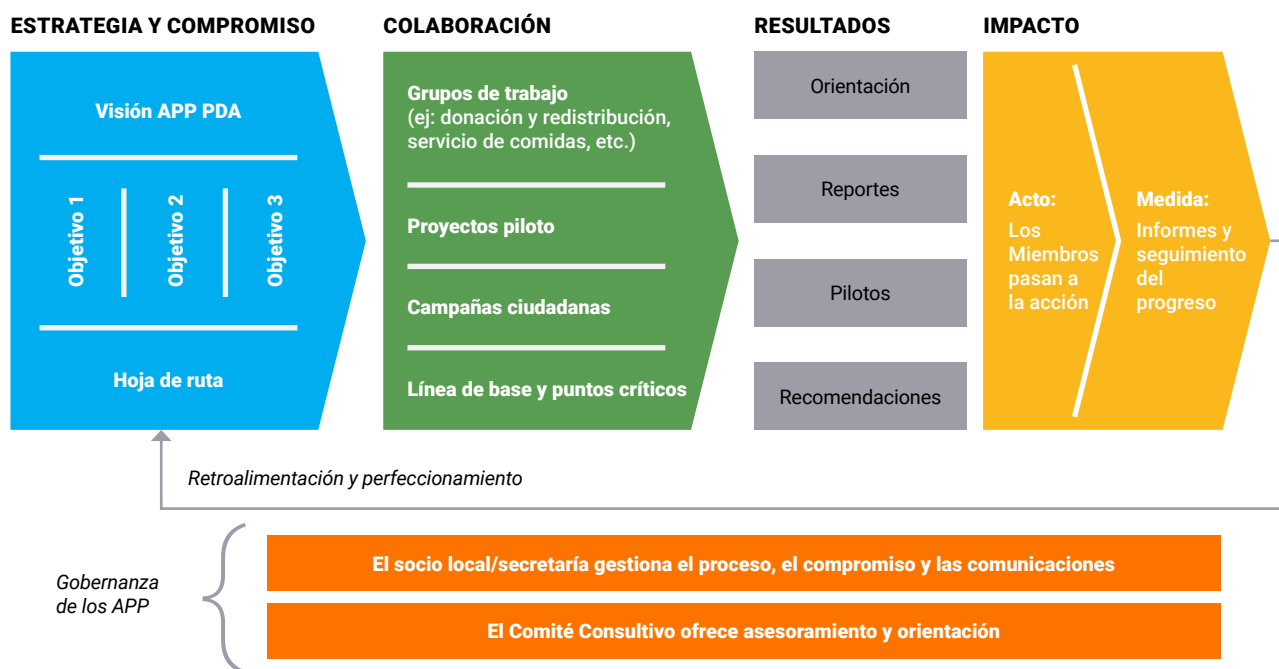 ESTRATEGIA Y COMPROMISO
Visión APP PDA
Objetivo 1
Objetivo 2
Objetivo 3
Hoja de ruta
COLABORACIÓN
Grupos de trabajo
(ej: donación y redistribución,
servicio de comidas, etc.)
Proyectos piloto
Campañas ciudadanas
Línea de base y puntos críticos
RESULTADOS
Orientación
Reportes
Pilotos
Recomendaciones
IMPACTO
Acto:
Los
Miembros
pasan a
la acción
Medida:
Informes y
seguimiento
del
progreso
Retroalimentación y perfeccionamiento
Gobernanza
de los APP
El socio local/secretaría gestiona el proceso, el compromiso y las comunicaciones
El Comité Consultivo ofrece asesoramiento y orientación